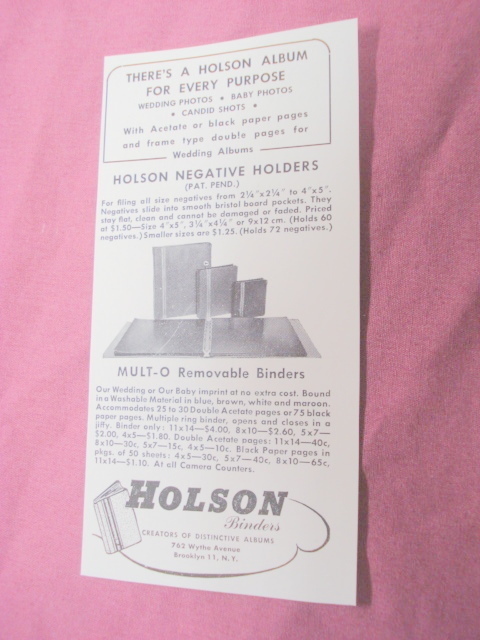 THERE'S A HOLSON ALBUM
FOR EVERY PURPOSE
WEDDING PHOTOS • BABY PHOTOS
• CANDID SHOTS •
With Acetate or black paper pages
and frame type double pages for
Wedding Albums
HOLSON NEGATIVE HOLDERS
(PAT. PEND.)
For filing all size negatives from 2¼"x2¼" to 4"x5".
Negatives slide into smooth bristol board pockets. They
stay flat, clean and cannot be damaged or faded. Priced
at $1.50—Size 4"x5", 3¼"x4¼" or 9x12 cm. (Holds 60
negatives.) Smaller sizes are $1.25. (Holds 72 negatives.)
MULT-O Removable Binders
Our Wedding or Our Baby imprint at no extra cost. Bound
in a Washable Material in blue, brown, white and maroon.
Accommodates 25 to 30 Double Acetate pages or 75 black
paper pages. Multiple ring binder, opens and closes in a
jiffy. Binder only: 11x14—$4.00, 8x10—$2.60, 5x7—
$2.00, 4x5—$1.80. Double Acetate pages: 11x14—40c,
8x10—30c, 5x7—15c, 4x5—10c. Black Paper pages in
pkgs. of 50 sheets: 4x5—30c, 5x7—40c, 8x10—65c,
11x14—$1.10. At all Camera Counters.
HOLSON
Binders
CREATORS OF DISTINCTIVE ALBUMS
762 Wythe Avenue
Brooklyn 11, N.Y.